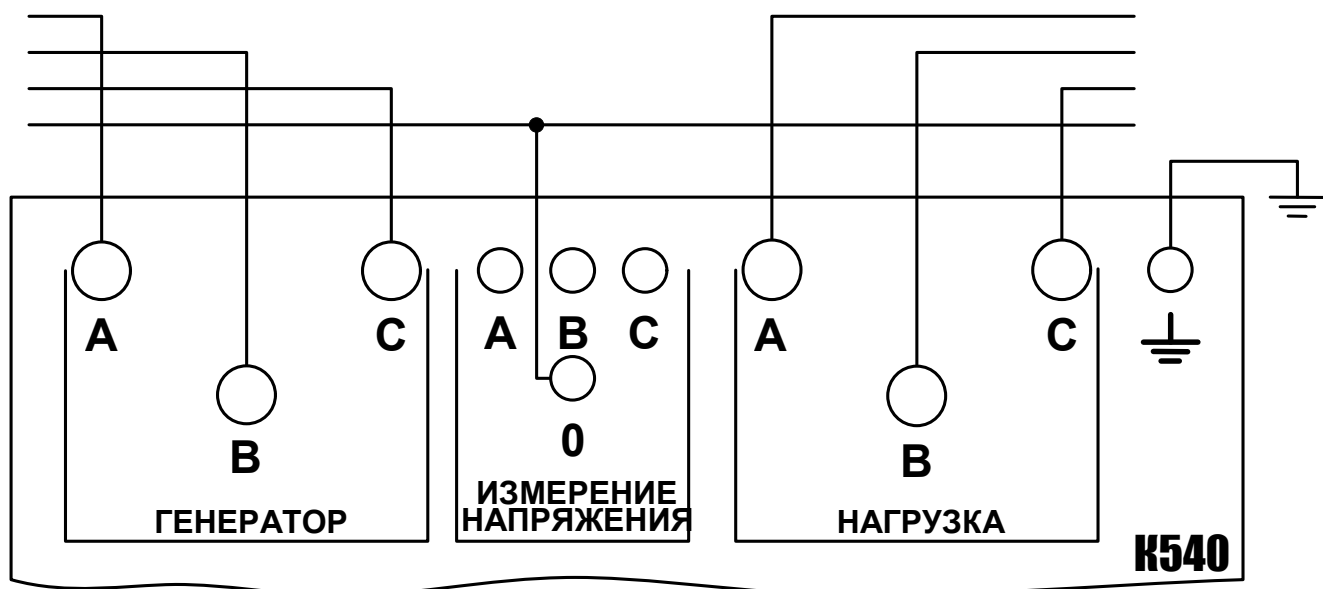 A C A B C A C
B 0 B
ИЗМЕРЕНИЕ
ГЕНЕРАТОР НАПРЯЖЕНИЯ НАГРУЗКА
К540